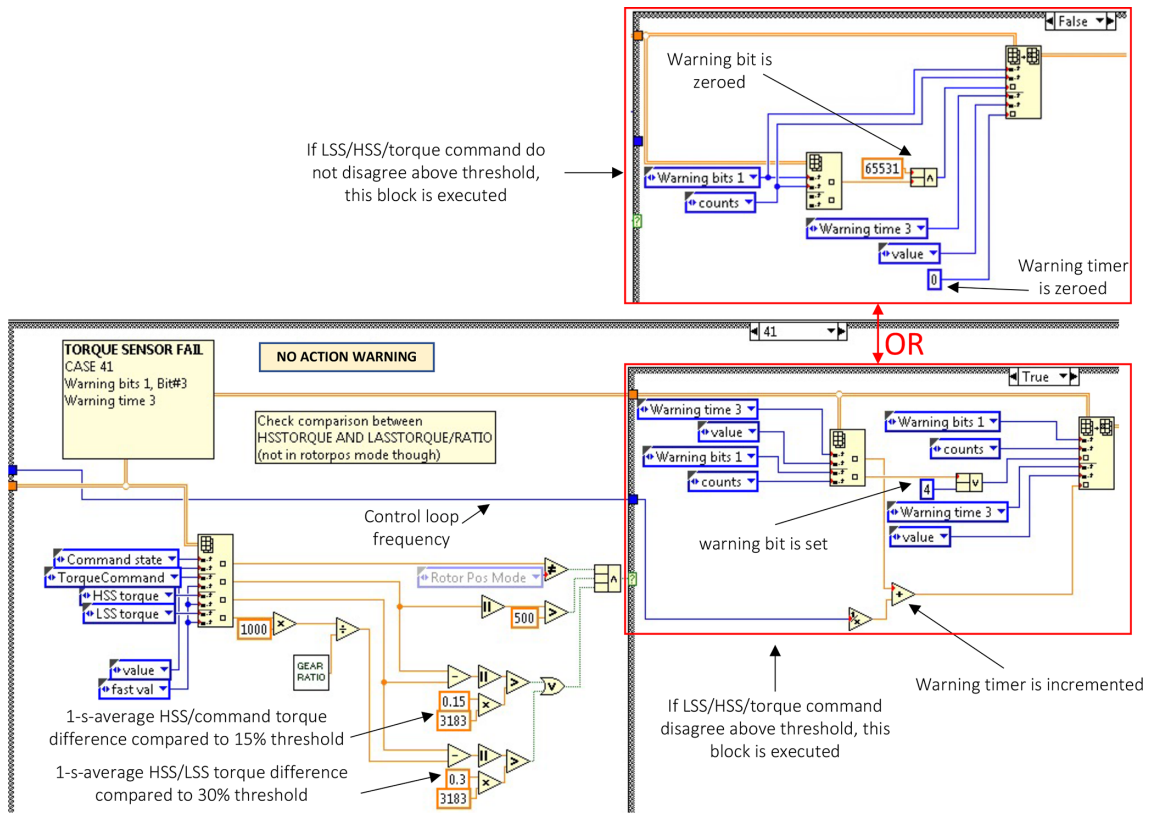 False
Warning bit is
zeroed
If LSS/HSS/torque command do
not disagree above threshold,
this block is executed
Warning bits 1
counts
65531
Warning time 3
value
0
Warning timer
is zeroed
?
41
OR
TORQUE SENSOR FAIL
CASE 41
Warning bits 1, Bit#3
Warning time 3
NO ACTION WARNING
Check comparison between
HSSTORQUE AND LASSTORQUE/RATIO
(not in rotorpos mode though)
True
Warning time 3
value
Warning bits 1
counts
Warning bits 1
counts
4
Warning time 3
value
warning bit is set
Control loop
frequency
Command state
TorqueCommand
HSS torque
LSS torque
value
fast val
1000
GEAR
RATIO
Rotor Pos Mode
500
?
0.15
3183
0.3
3183
1-s-average HSS/command torque
difference compared to 15% threshold
1-s-average HSS/LSS torque difference
compared to 30% threshold
Warning timer is incremented
If LSS/HSS/torque command
disagree above threshold, this
block is executed